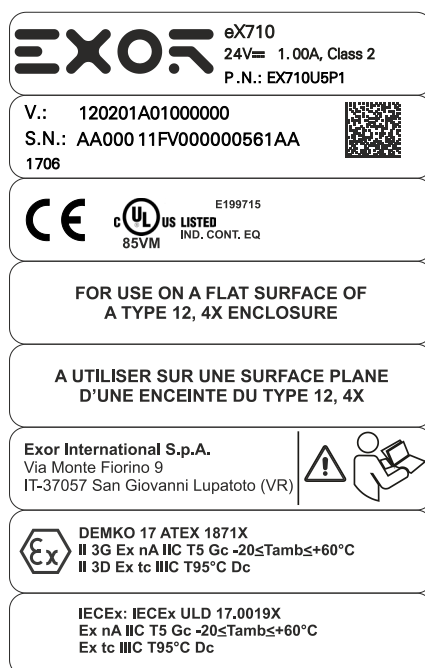 EXOR
eX710
24V⎓ 1.00A, Class 2
P.N.: EX710U5P1
V.: 120201A01000000
S.N.: AA000 11FV000000561AA
1706
CE
E199715
c UL US LISTED
IND. CONT. EQ
85VM
FOR USE ON A FLAT SURFACE OF
A TYPE 12, 4X ENCLOSURE
A UTILISER SUR UNE SURFACE PLANE
D'UNE ENCEINTE DU TYPE 12, 4X
Exor International S.p.A.
Via Monte Fiorino 9
IT-37057 San Giovanni Lupatoto (VR)
Ex
DEMKO 17 ATEX 1871X
II 3G Ex nA IIC T5 Gc -20≤Tamb≤+60°C
II 3D Ex tc IIIC T95°C Dc
IECEx: IECEx ULD 17.0019X
Ex nA IIC T5 Gc -20≤Tamb≤+60°C
Ex tc IIIC T95°C Dc